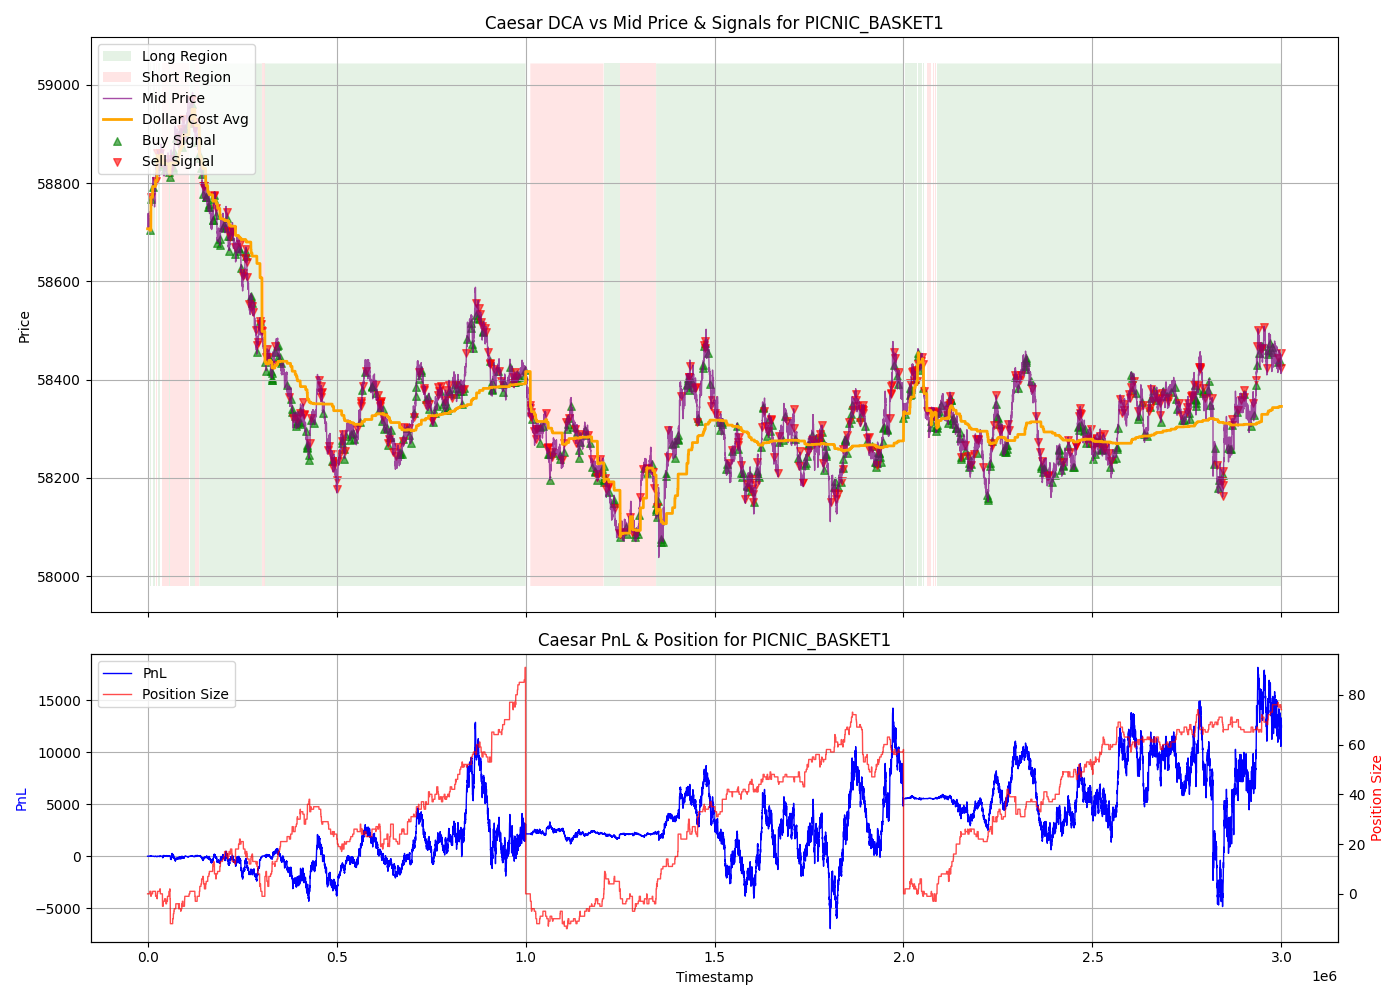 Caesar DCA vs Mid Price & Signals for PICNIC_BASKET1
Long Region
Short Region
Mid Price
Dollar Cost Avg
Buy Signal
Sell Signal
Price
59000
58800
58600
58400
58200
58000
Caesar PnL & Position for PICNIC_BASKET1
PnL
Position Size
PnL
15000
10000
5000
0
−5000
80
60
40
20
0
Position Size
0.0
0.5
1.0
1.5
2.0
2.5
3.0
1e6
Timestamp